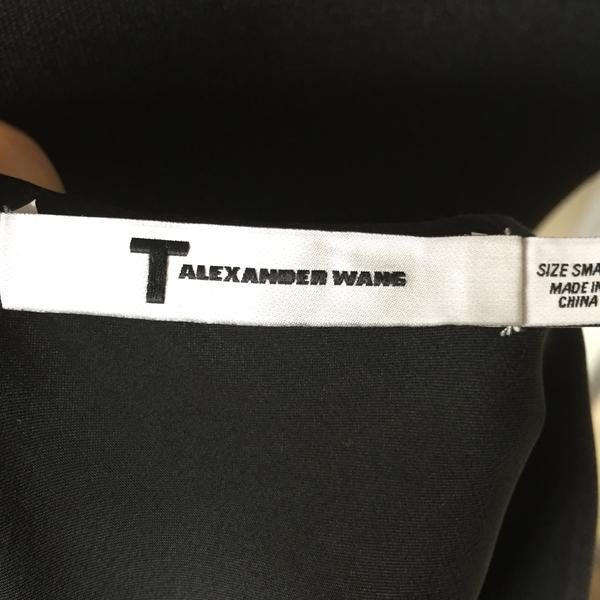 T ALEXANDER WANG
SIZE SMA
MADE IN
CHINA